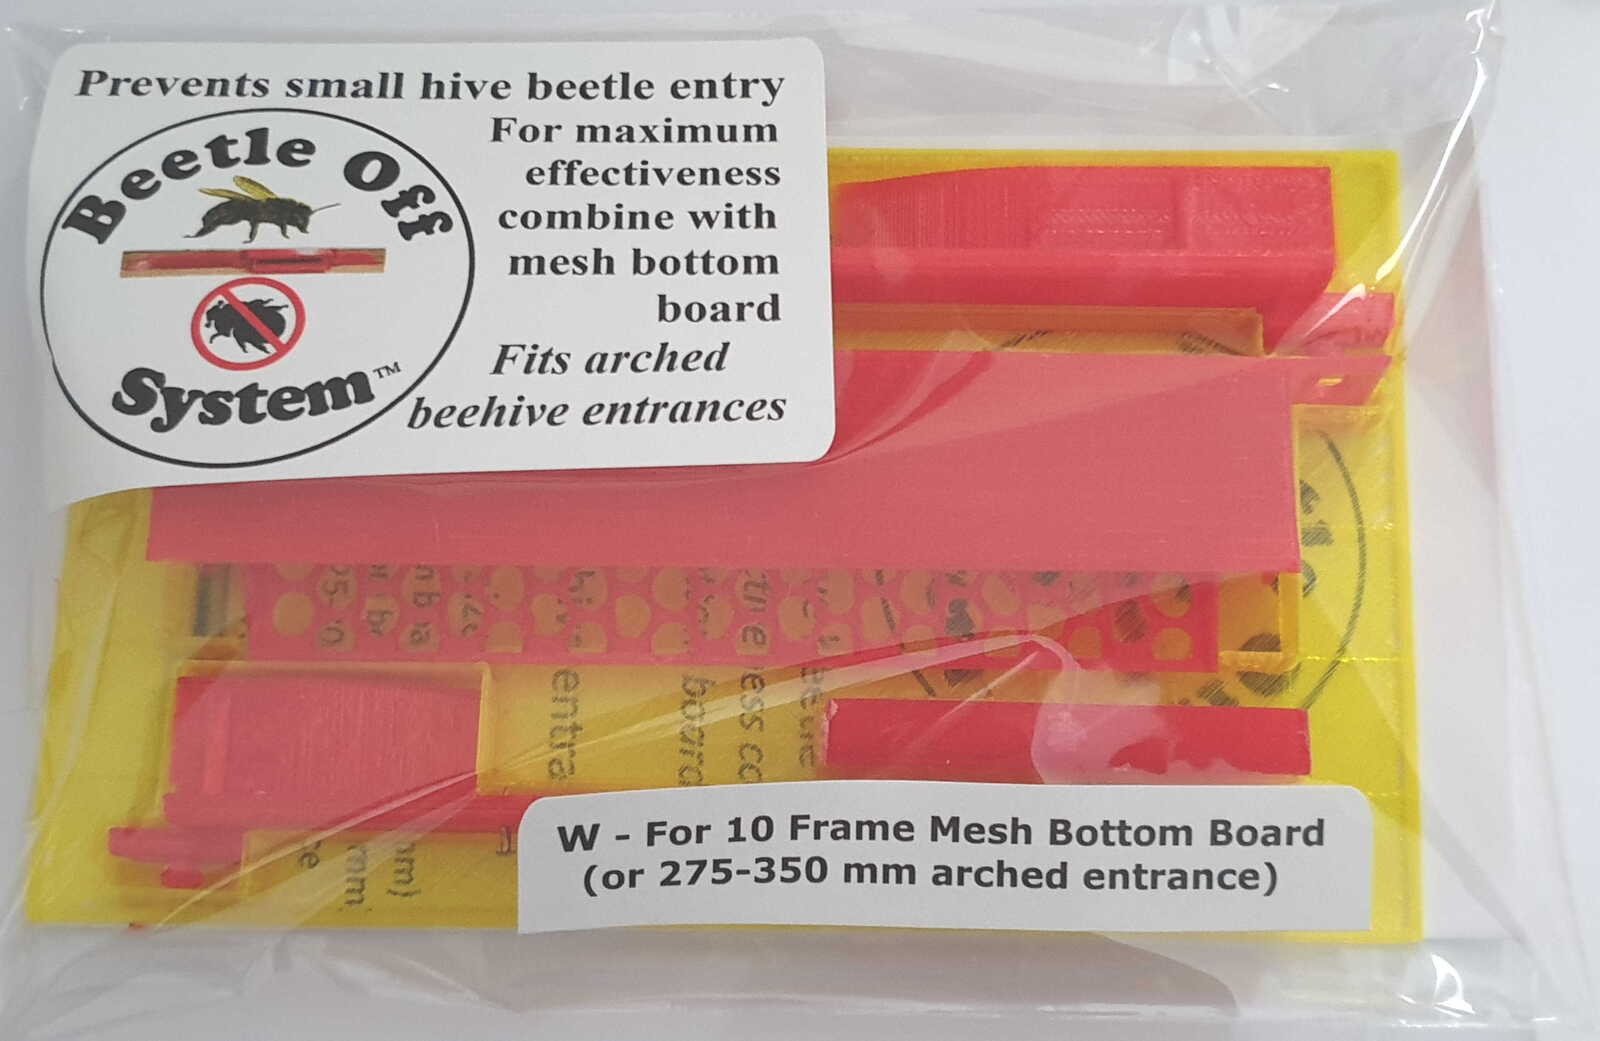 Prevents small hive beetle entry
Beetle Off
System™
For maximum
effectiveness
combine with
mesh bottom
board
Fits arched
beehive entrances
W - For 10 Frame Mesh Bottom Board
(or 275-350 mm arched entrance)